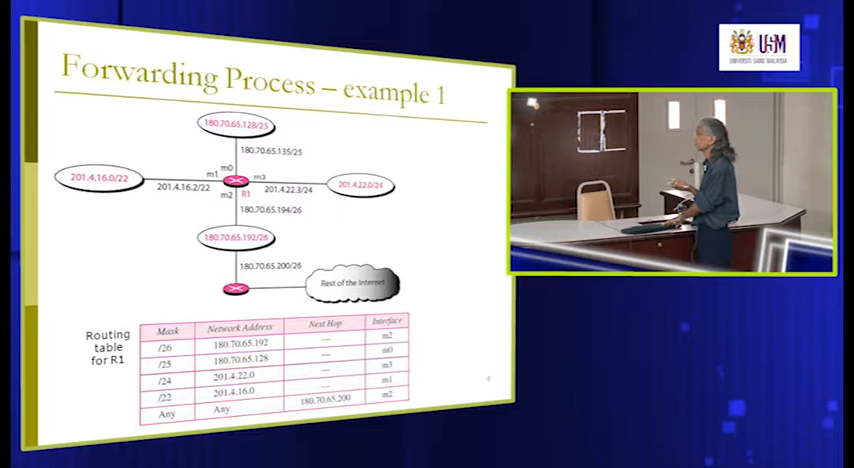 Forwarding Process – example 1
USM
UNIVERSITI SAINS MALAYSIA
180.70.65.128/25
180.70.65.135/25
m0
m1
m3
201.4.16.0/22
201.4.16.2/22
201.4.22.3/24
201.4.22.0/24
m2
R1
180.70.65.194/26
180.70.65.192/26
180.70.65.200/26
Rest of the Internet
Routing
table
for R1
Mask Network Address Next Hop Interface
/26 180.70.65.192 — m2
/25 180.70.65.128 — m0
/24 201.4.22.0 — m3
/22 201.4.16.0 — m1
Any Any 180.70.65.200 m2